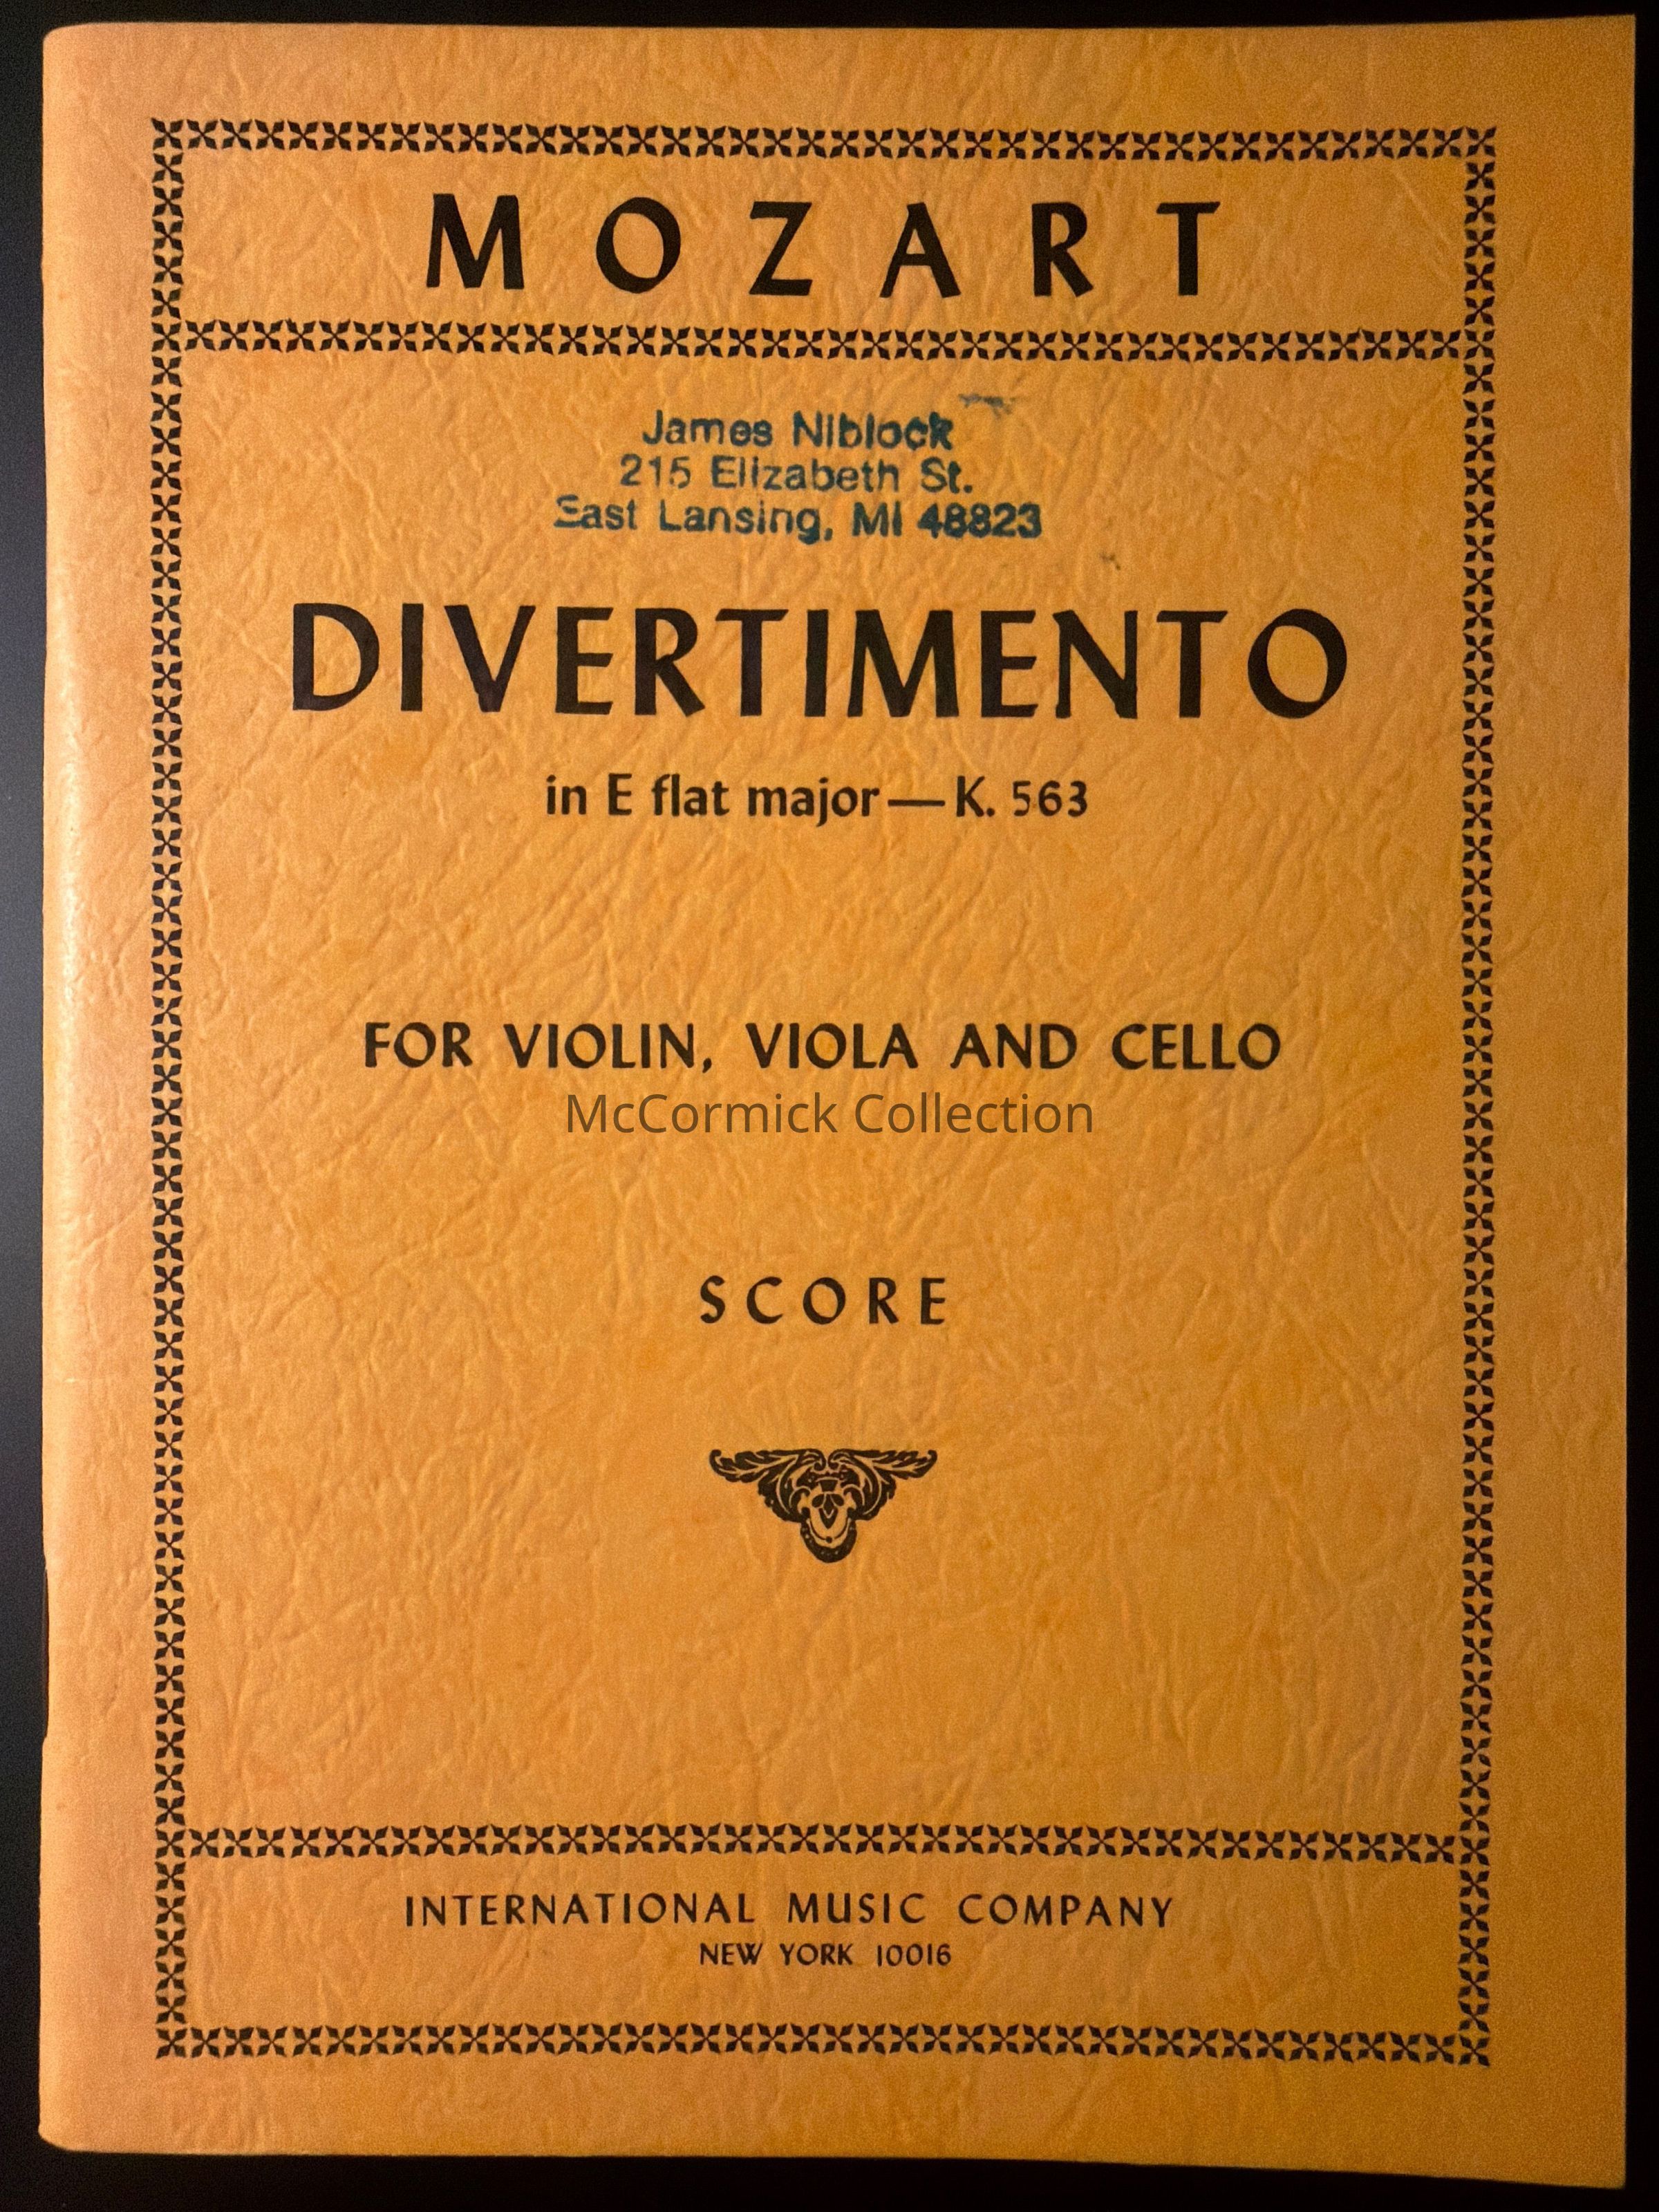 MOZART
James Niblock
215 Elizabeth St.
East Lansing, MI 48823
DIVERTIMENTO
in E flat major—K. 563
FOR VIOLIN, VIOLA AND CELLO
McCormick Collection
SCORE
INTERNATIONAL MUSIC COMPANY
NEW YORK 10016